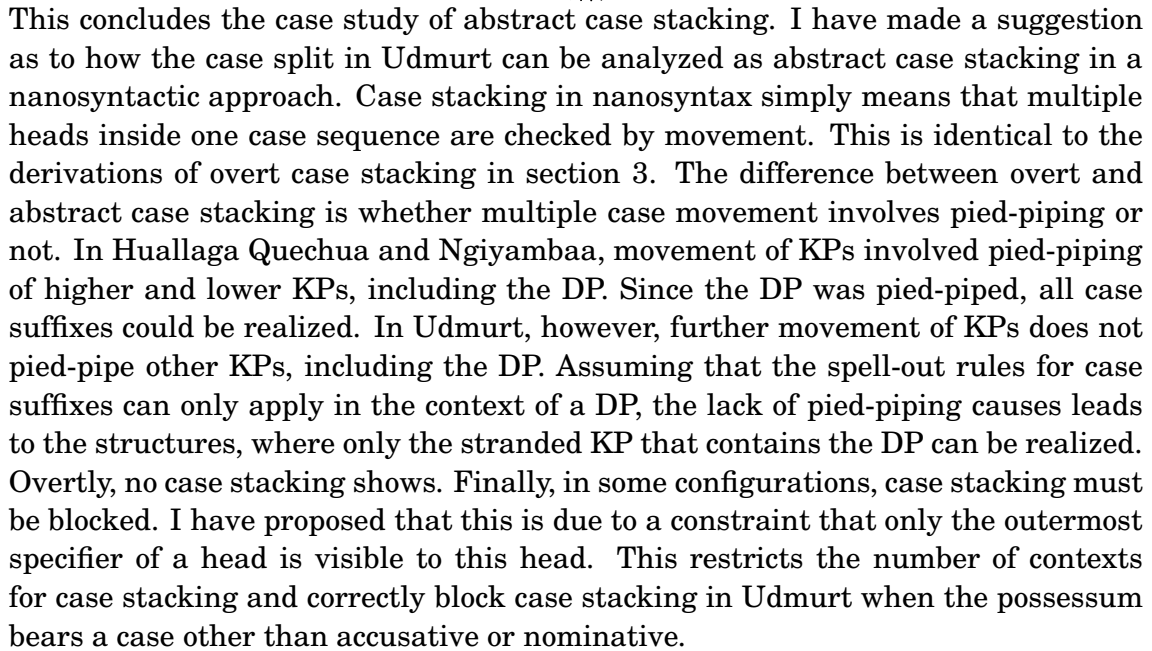 This concludes the case study of abstract case stacking. I have made a suggestion
as to how the case split in Udmurt can be analyzed as abstract case stacking in a
nanosyntactic approach. Case stacking in nanosyntax simply means that multiple
heads inside one case sequence are checked by movement. This is identical to the
derivations of overt case stacking in section 3. The difference between overt and
abstract case stacking is whether multiple case movement involves pied-piping or
not. In Huallaga Quechua and Ngiyambaa, movement of KPs involved pied-piping
of higher and lower KPs, including the DP. Since the DP was pied-piped, all case
suffixes could be realized. In Udmurt, however, further movement of KPs does not
pied-pipe other KPs, including the DP. Assuming that the spell-out rules for case
suffixes can only apply in the context of a DP, the lack of pied-piping causes leads
to the structures, where only the stranded KP that contains the DP can be realized.
Overtly, no case stacking shows. Finally, in some configurations, case stacking must
be blocked. I have proposed that this is due to a constraint that only the outermost
specifier of a head is visible to this head. This restricts the number of contexts
for case stacking and correctly block case stacking in Udmurt when the possessum
bears a case other than accusative or nominative.